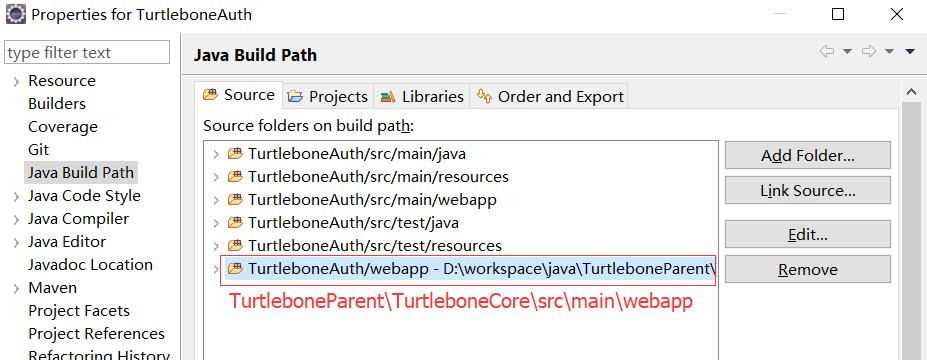 Properties for TurtleboneAuth
type filter text
Resource
Builders
Coverage
Git
Java Build Path
Java Code Style
Java Compiler
Java Editor
Javadoc Location
Maven
Project Facets
Project References
Refactoring History
Java Build Path
Source
Projects
Libraries
Order and Export
Source folders on build path:
TurtleboneAuth/src/main/java
TurtleboneAuth/src/main/resources
TurtleboneAuth/src/main/webapp
TurtleboneAuth/src/test/java
TurtleboneAuth/src/test/resources
TurtleboneAuth/webapp - D:\workspace\java\TurtleboneParent\
TurtleboneParent\TurtleboneCore\src\main\webapp
Add Folder...
Link Source...
Edit...
Remove